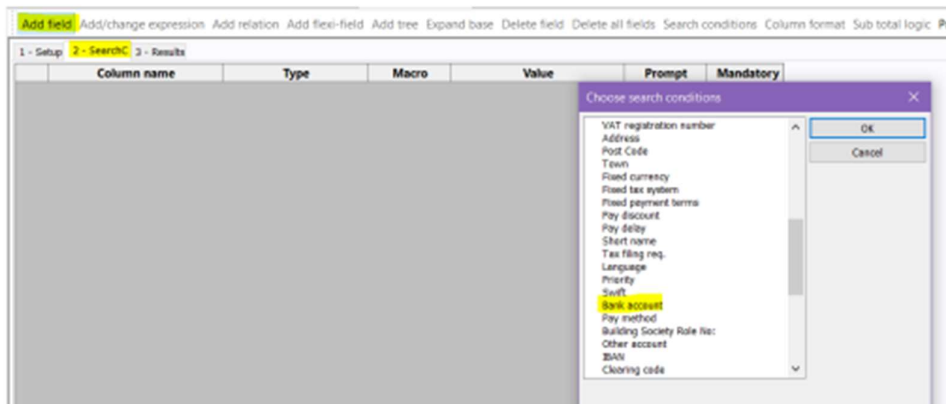 Add field Add/change expression Add relation Add flexi-field Add tree Expand base Delete field Delete all fields Search conditions Column format Sub total logic P
1 - Setup 2 - SearchC 3 - Results
Column name Type Macro Value Prompt Mandatory
Choose search conditions
VAT registration number
Address
Post Code
Town
Fixed currency
Fixed tax system
Fixed payment terms
Pay discount
Pay delay
Short name
Tax filing req.
Language
Priority
Swift
Bank account
Pay method
Building Society Role No:
Other account
IBAN
Clearing code
OK
Cancel